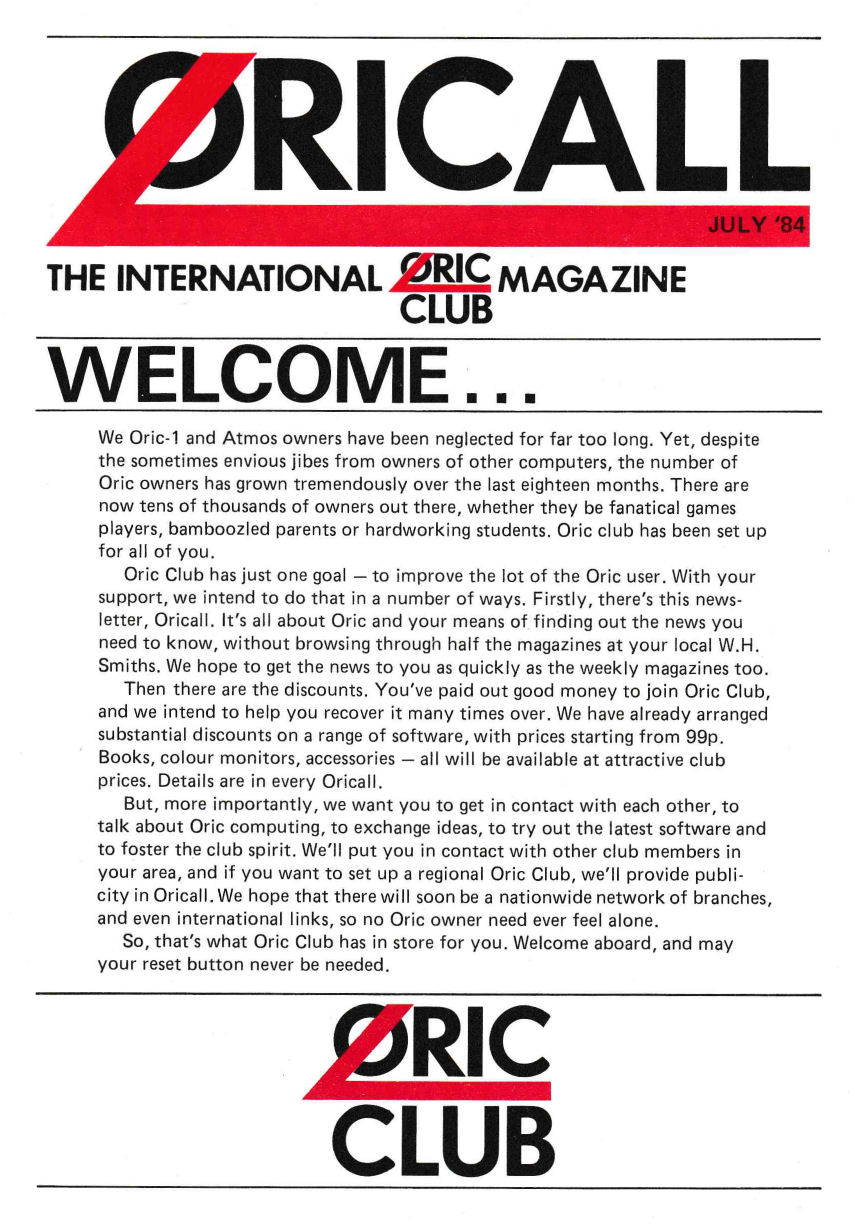 ORICALL
JULY '84
THE INTERNATIONAL ORIC CLUB MAGAZINE
WELCOME...
We Oric-1 and Atmos owners have been neglected for far too long. Yet, despite
the sometimes envious jibes from owners of other computers, the number of
Oric owners has grown tremendously over the last eighteen months. There are
now tens of thousands of owners out there, whether they be fanatical games
players, bamboozled parents or hardworking students. Oric club has been set up
for all of you.
Oric Club has just one goal — to improve the lot of the Oric user. With your
support, we intend to do that in a number of ways. Firstly, there's this news-
letter, Oricall. It's all about Oric and your means of finding out the news you
need to know, without browsing through half the magazines at your local W.H.
Smiths. We hope to get the news to you as quickly as the weekly magazines too.
Then there are the discounts. You've paid out good money to join Oric Club,
and we intend to help you recover it many times over. We have already arranged
substantial discounts on a range of software, with prices starting from 99p.
Books, colour monitors, accessories — all will be available at attractive club
prices. Details are in every Oricall.
But, more importantly, we want you to get in contact with each other, to
talk about Oric computing, to exchange ideas, to try out the latest software and
to foster the club spirit. We'll put you in contact with other club members in
your area, and if you want to set up a regional Oric Club, we'll provide publi-
city in Oricall. We hope that there will soon be a nationwide network of branches,
and even international links, so no Oric owner need ever feel alone.
So, that's what Oric Club has in store for you. Welcome aboard, and may
your reset button never be needed.
ORIC
CLUB